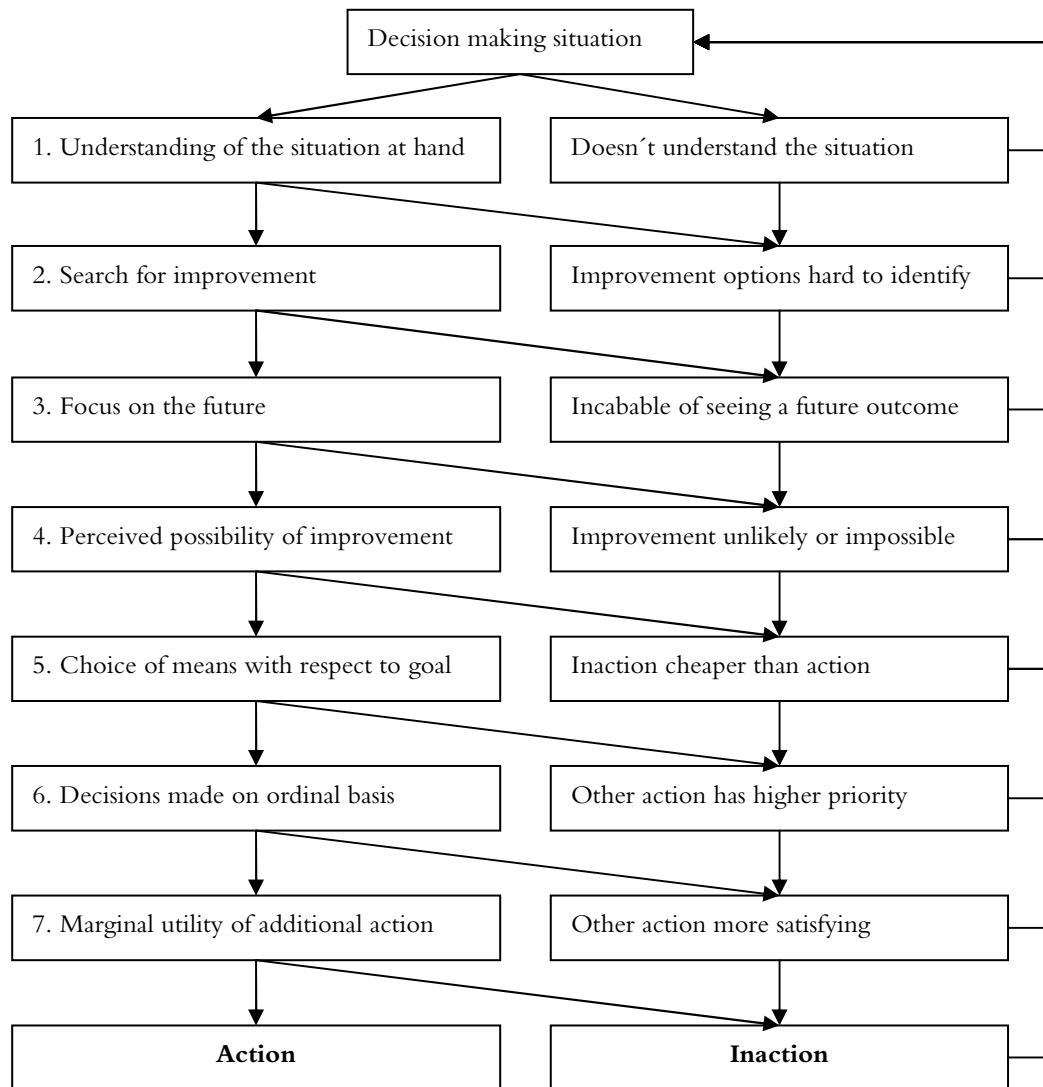 Decision making situation
1. Understanding of the situation at hand
Doesn´t understand the situation
2. Search for improvement
Improvement options hard to identify
3. Focus on the future
Incabable of seeing a future outcome
4. Perceived possibility of improvement
Improvement unlikely or impossible
5. Choice of means with respect to goal
Inaction cheaper than action
6. Decisions made on ordinal basis
Other action has higher priority
7. Marginal utility of additional action
Other action more satisfying
Action
Inaction